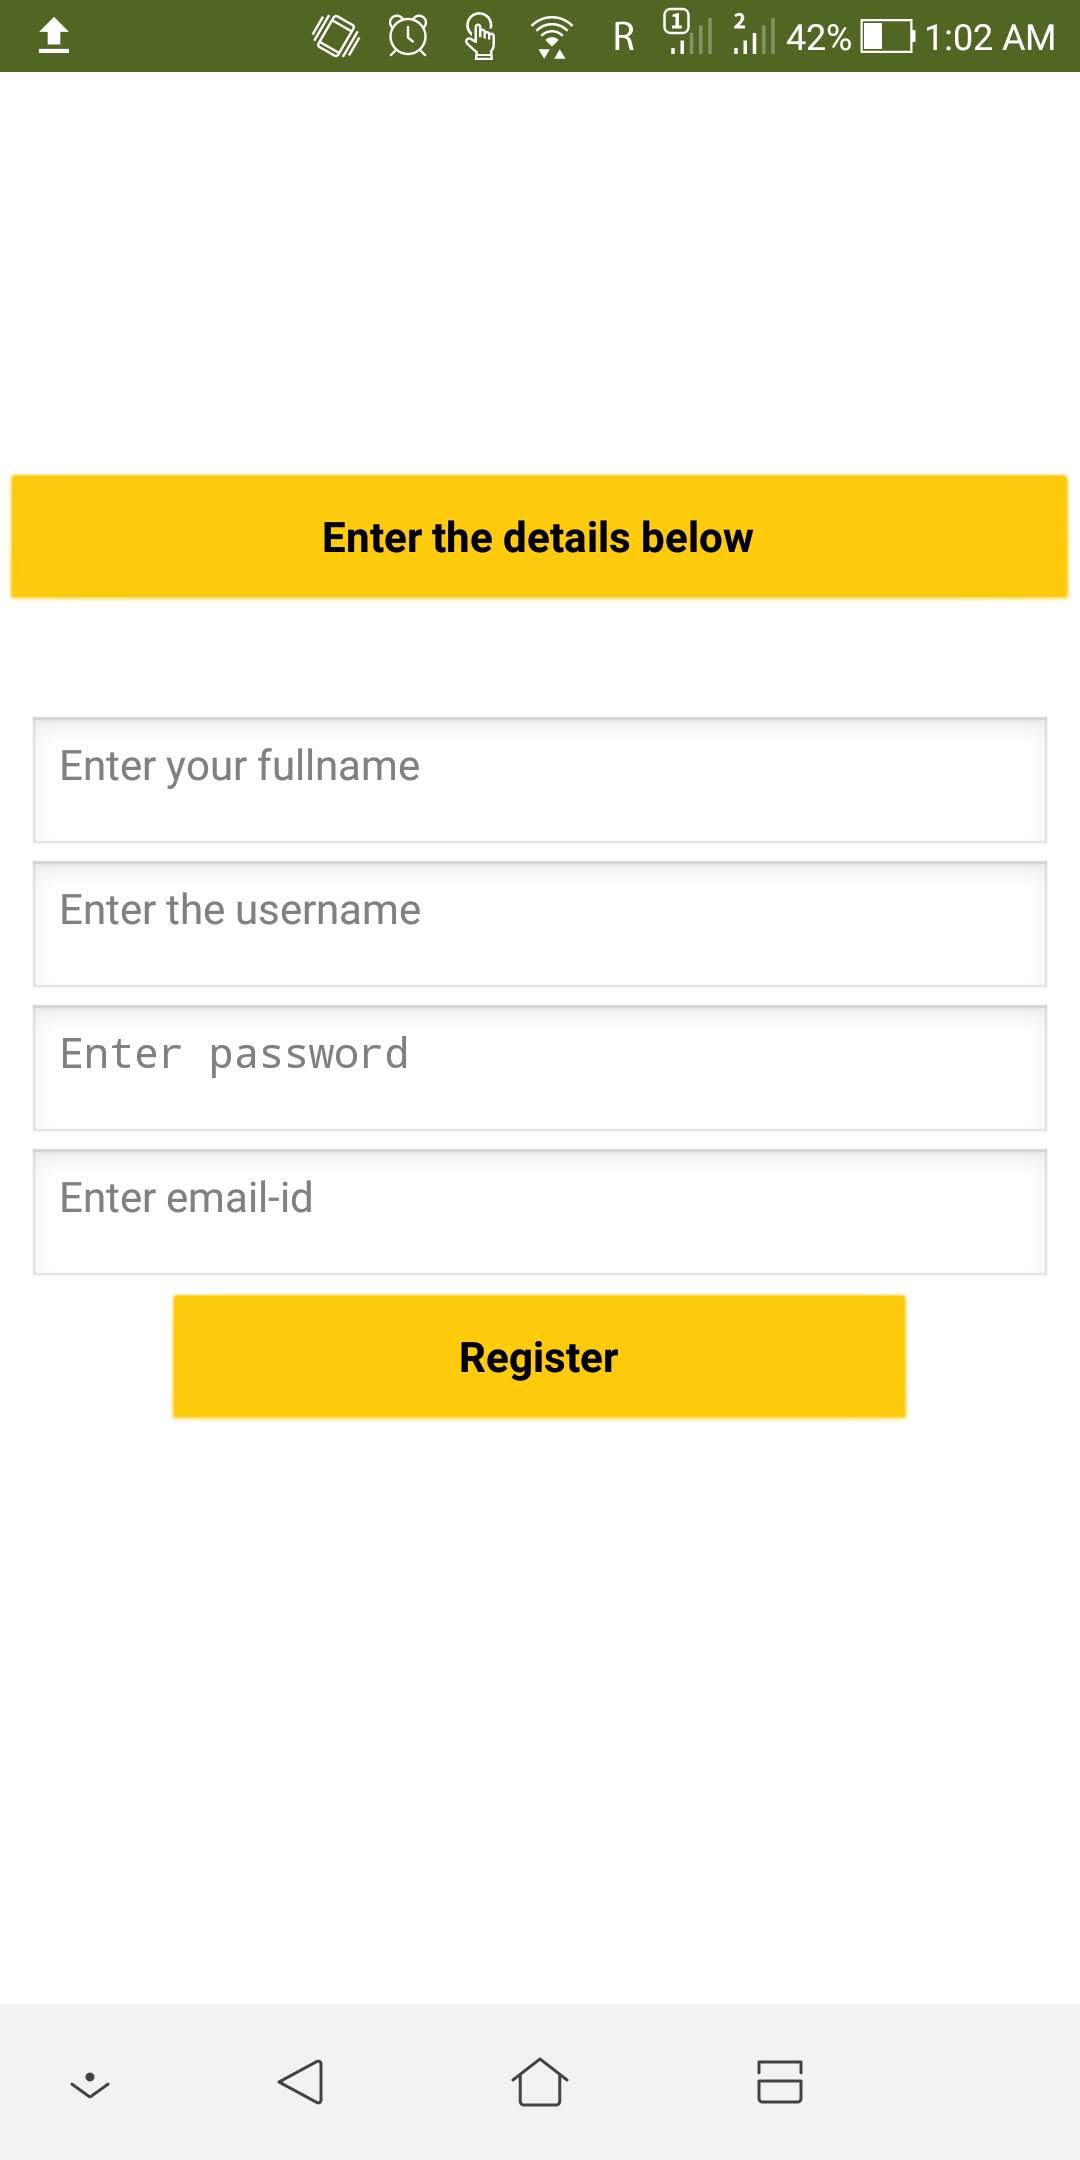 R 1 2 42% 1:02 AM
Enter the details below
Enter your fullname
Enter the username
Enter password
Enter email-id
Register